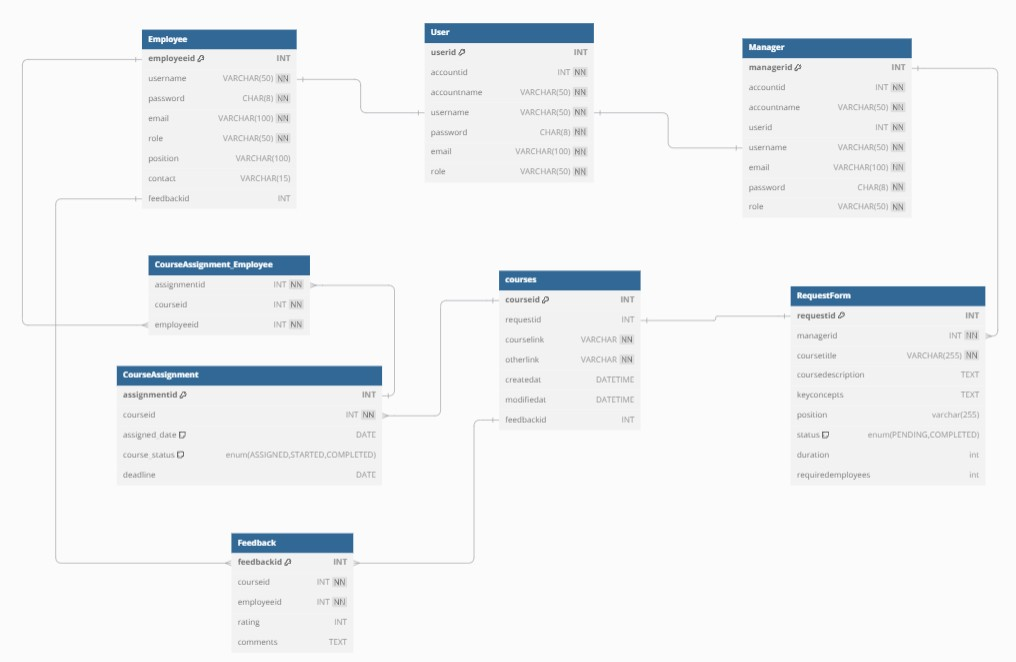 Employee
employeeid INT
username VARCHAR(50) NN
password CHAR(8) NN
email VARCHAR(100) NN
role VARCHAR(50) NN
position VARCHAR(100)
contact VARCHAR(15)
feedbackid INT
User
userid INT
accountid INT NN
accountname VARCHAR(50) NN
username VARCHAR(50) NN
password CHAR(8) NN
email VARCHAR(100) NN
role VARCHAR(50) NN
Manager
managerid INT
accountid INT NN
accountname VARCHAR(50) NN
userid INT NN
username VARCHAR(50) NN
email VARCHAR(100) NN
password CHAR(8) NN
role VARCHAR(50) NN
CourseAssignment_Employee
assignmentid INT NN
courseid INT NN
employeeid INT NN
courses
courseid INT
requestid INT
courselink VARCHAR NN
otherlink VARCHAR NN
createdat DATETIME
modifiedat DATETIME
feedbackid INT
RequestForm
requestid INT
managerid INT NN
coursetitle VARCHAR(255) NN
coursedescription TEXT
keyconcepts TEXT
position varchar(255)
status enum(PENDING,COMPLETED)
duration int
requiredemployees int
CourseAssignment
assignmentid INT
courseid INT NN
assigned_date DATE
course_status enum(ASSIGNED,STARTED,COMPLETED)
deadline DATE
Feedback
feedbackid INT
courseid INT NN
employeeid INT NN
rating INT
comments TEXT